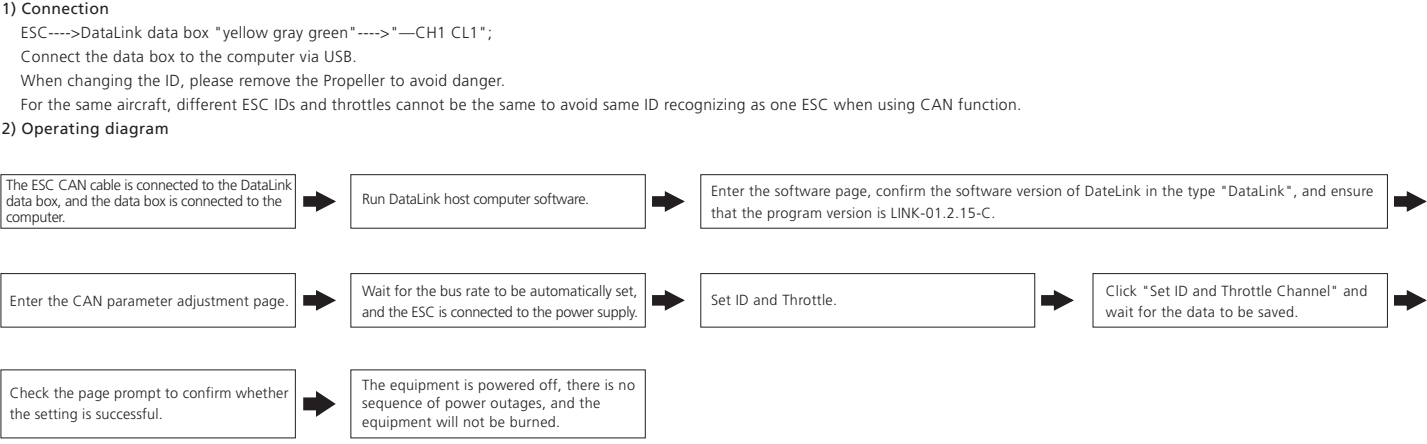 1) Connection
ESC---->DataLink data box "yellow gray green"---->"—CH1 CL1";
Connect the data box to the computer via USB.
When changing the ID, please remove the Propeller to avoid danger.
For the same aircraft, different ESC IDs and throttles cannot be the same to avoid same ID recognizing as one ESC when using CAN function.
2) Operating diagram
The ESC CAN cable is connected to the DataLink
data box, and the data box is connected to the
computer.
Run DataLink host computer software.
Enter the software page, confirm the software version of DateLink in the type "DataLink", and ensure
that the program version is LINK-01.2.15-C.
Enter the CAN parameter adjustment page.
Wait for the bus rate to be automatically set,
and the ESC is connected to the power supply.
Set ID and Throttle.
Click "Set ID and Throttle Channel" and
wait for the data to be saved.
Check the page prompt to confirm whether
the setting is successful.
The equipment is powered off, there is no
sequence of power outages, and the
equipment will not be burned.